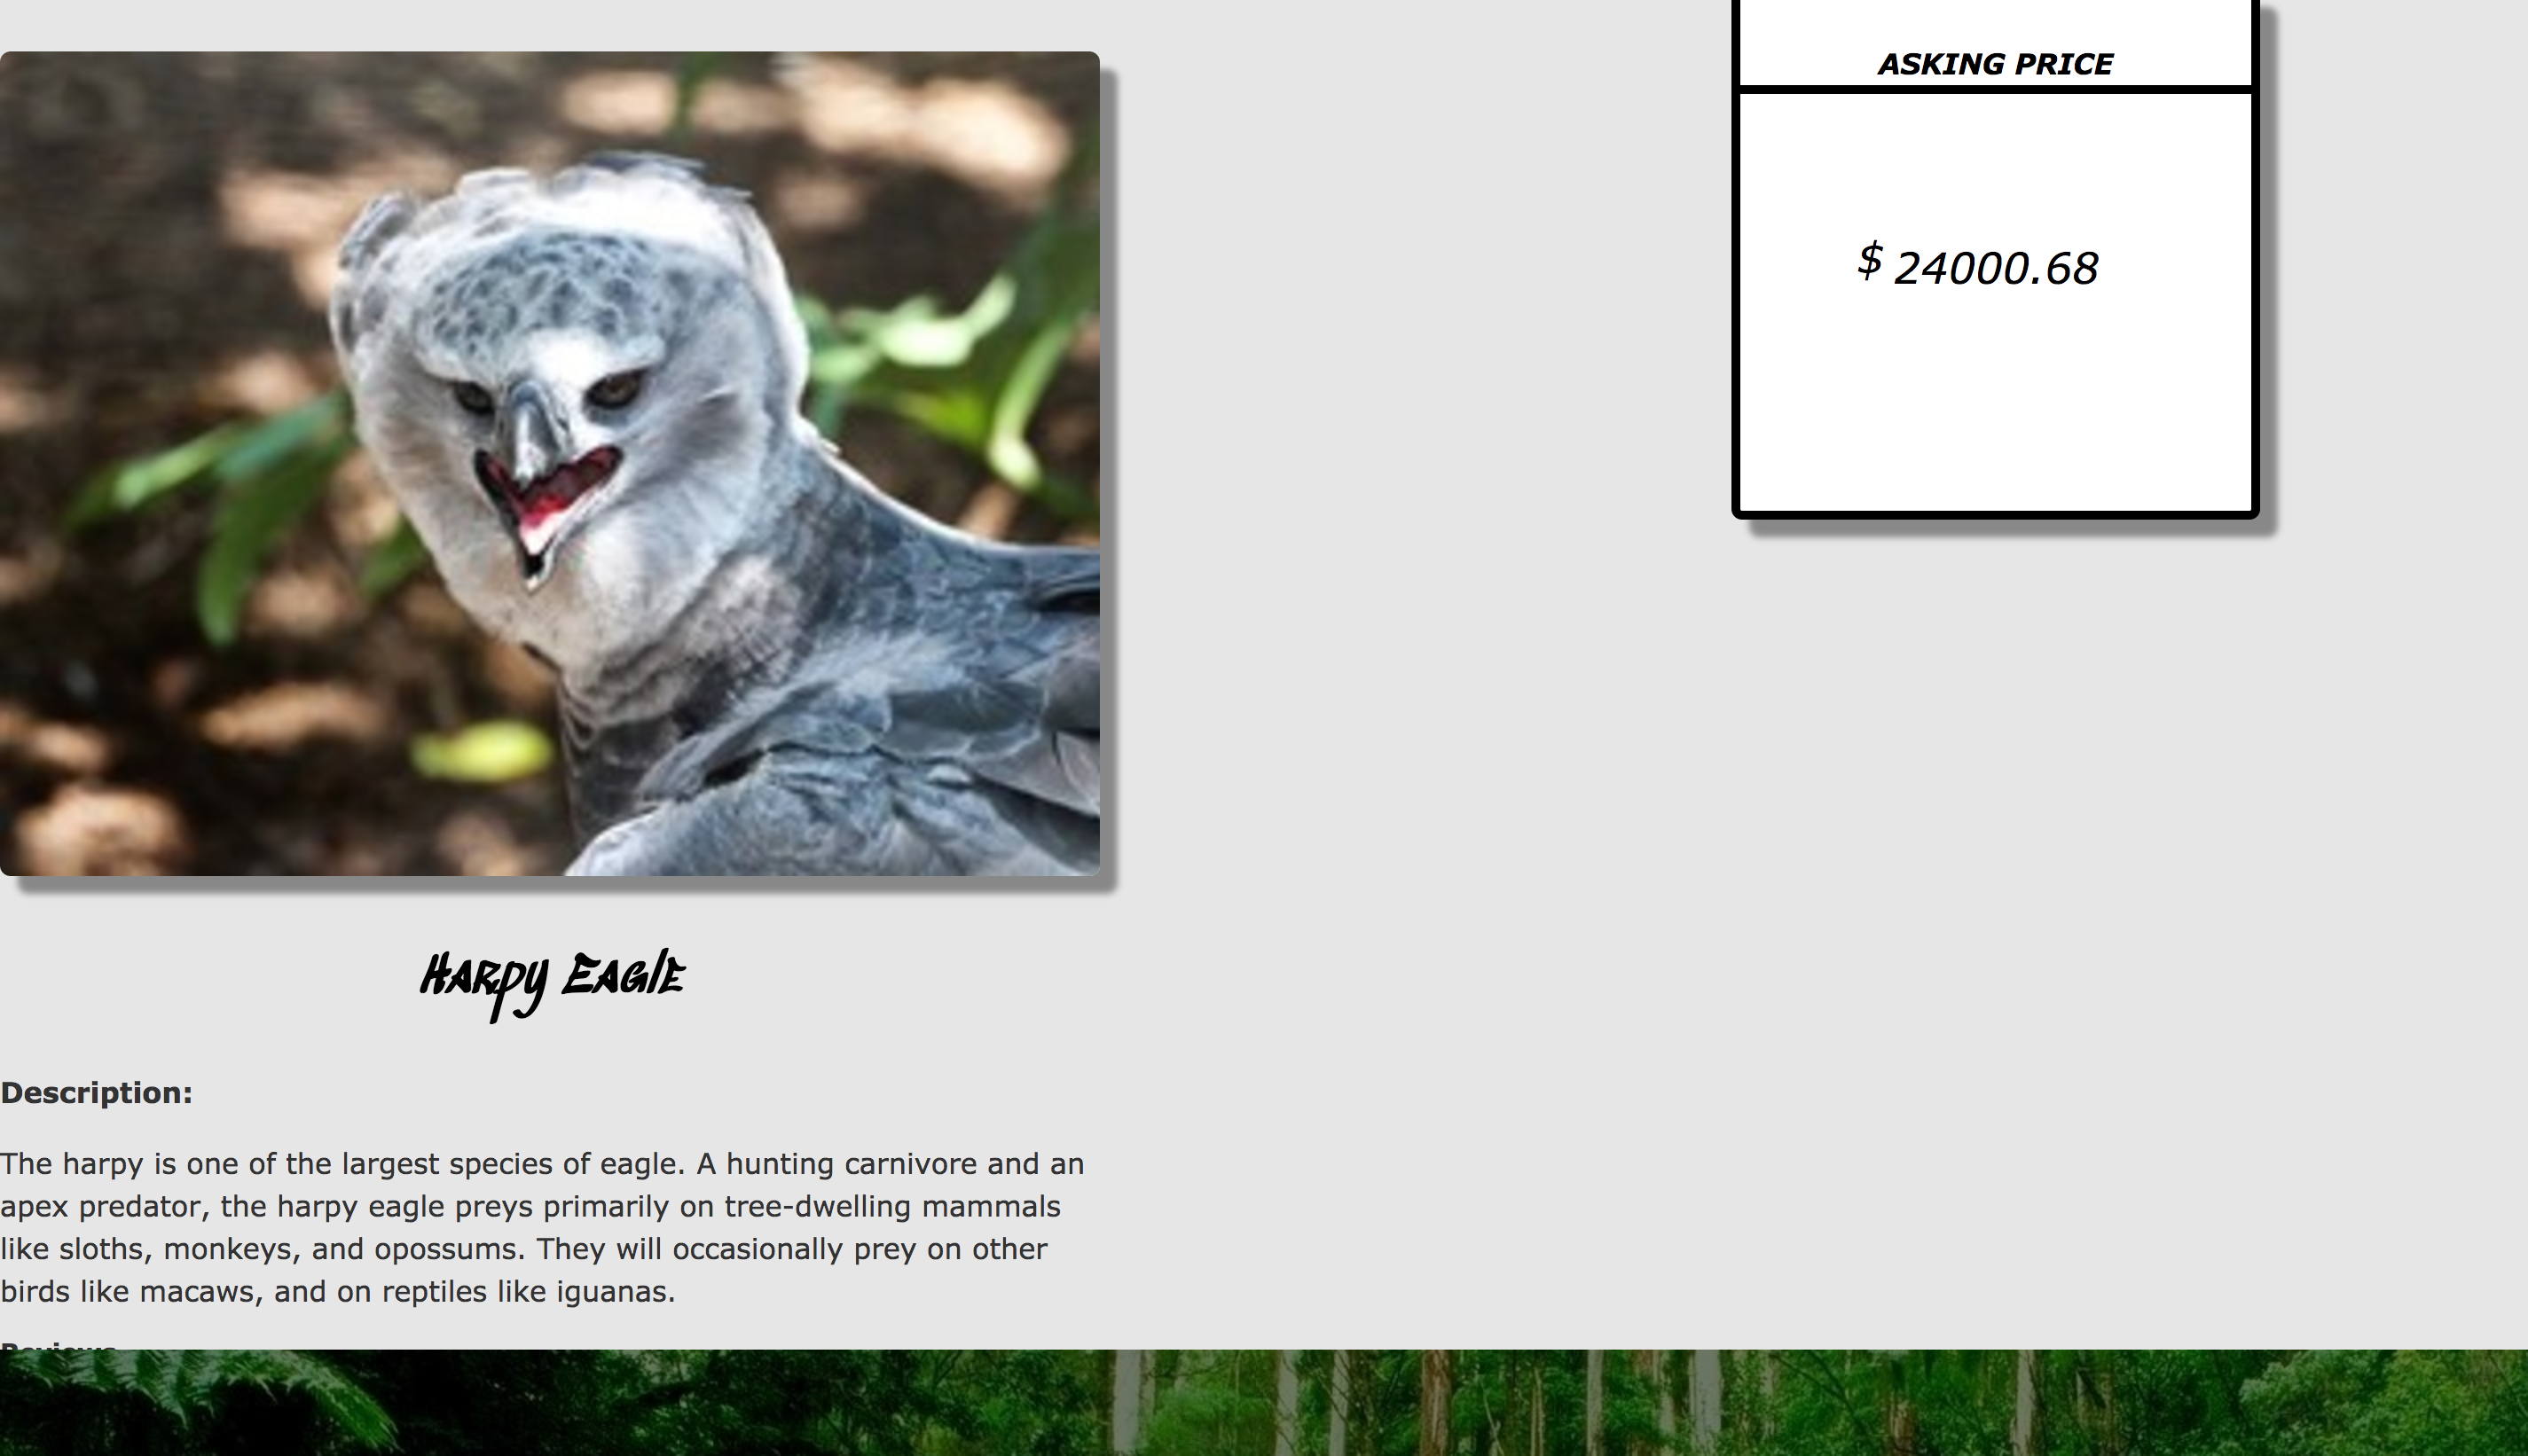 ASKING PRICE
$ 24000.68
Harpy Eagle
Description:
The harpy is one of the largest species of eagle. A hunting carnivore and an
apex predator, the harpy eagle preys primarily on tree-dwelling mammals
like sloths, monkeys, and opossums. They will occasionally prey on other
birds like macaws, and on reptiles like iguanas.
Reviews